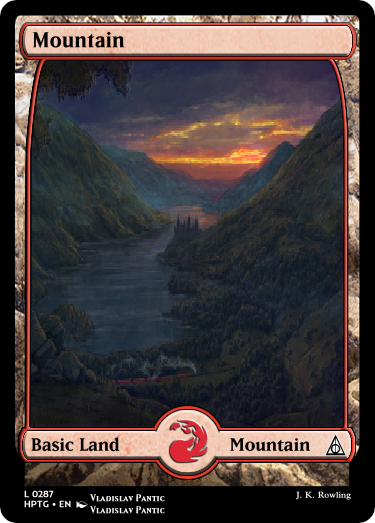 Mountain
Basic Land Mountain
L 0287
HPTG • EN Vladislav Pantic
Vladislav Pantic
J. K. Rowling